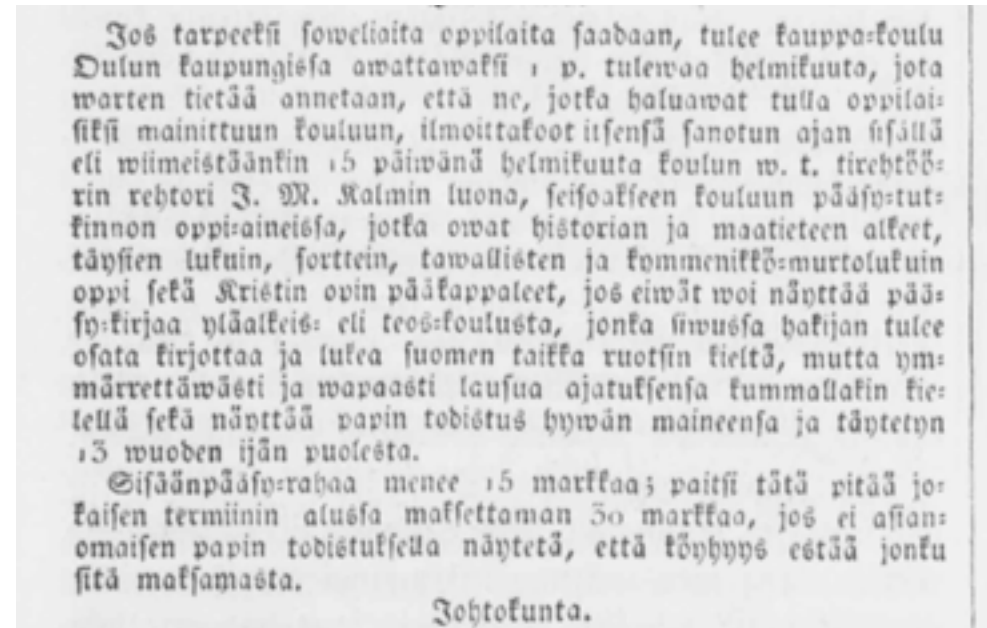 Jos tarpeeksi soweliaita oppilaita saadaan, tulee kauppa-koulu
Oulun kaupungissa awattawaksi 1 p. tulewaa helmikuuta, jota
warten tietää annetaan, että ne, jotka haluawat tulla oppilai-
siksi mainittuun kouluun, ilmoittakoot itsensä sanotun ajan sisällä
eli wiimeistäänkin 15 päiwänä helmikuuta koulun w. t. tirehtöö-
rin rehtori J. M. Kalmin luona, seisoakseen kouluun pääsy-tut-
kinnon oppi-aineissa, jotka owat historian ja maatieteen alkeet,
täysien lukuin, sorttein, tawallisten ja kymmenikkö-murtolukuin
oppi sekä Kristin opin pääkappaleet, jos eiwät woi näyttää pää-
sy-kirjaa yläalkeis- eli teos-koulusta, jonka siwussa hakijan tulee
osata kirjottaa ja lukea suomen taikka ruotsin kieltä, mutta ym-
märrettäwästi ja wapaasti lausua ajatuksensa kummallakin kie-
lellä sekä näyttää papin todistus hywän maineensa ja täytetyn
13 wuoden ijän puolesta.
Sisäänpääsy-rahaa menee 15 markkaa; paitsi tätä pitää jo-
kaisen termiinin alussa maksettaman 30 markkaa, jos ei asian-
omaisen papin todistuksella näytetä, että köyhyys estää jonku
sitä maksamasta.
Johtokunta.